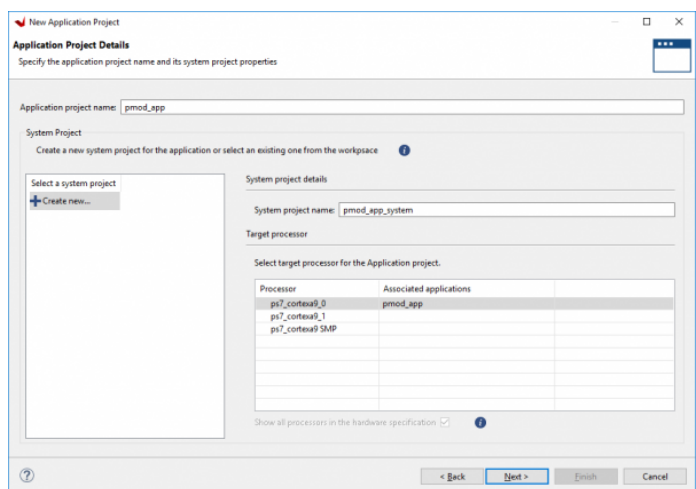 New Application Project
Application Project Details
Specify the application project name and its system project properties
Application project name: pmod_app
System Project
Create a new system project for the application or select an existing one from the workpsace
Select a system project
Create new...
System project details
System project name: pmod_app_system
Target processor
Select target processor for the Application project.
Processor Associated applications
ps7_cortexa9_0 pmod_app
ps7_cortexa9_1
ps7_cortexa9 SMP
Show all processors in the hardware specification
< Back Next > Finish Cancel